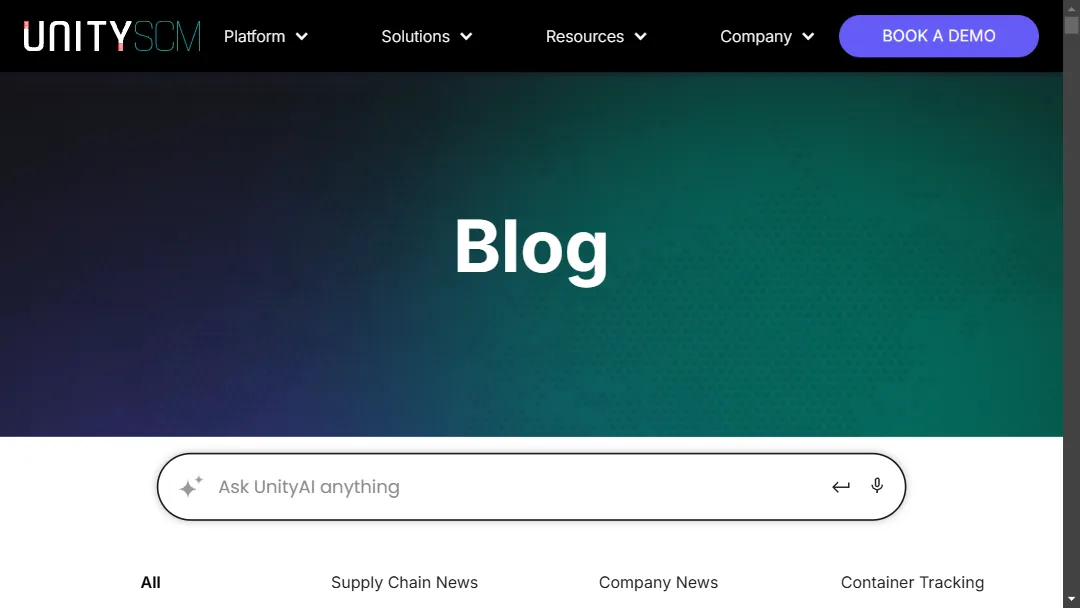 UNITYSCM Platform Solutions Resources Company BOOK A DEMO
Blog
Ask UnityAI anything
All Supply Chain News Company News Container Tracking